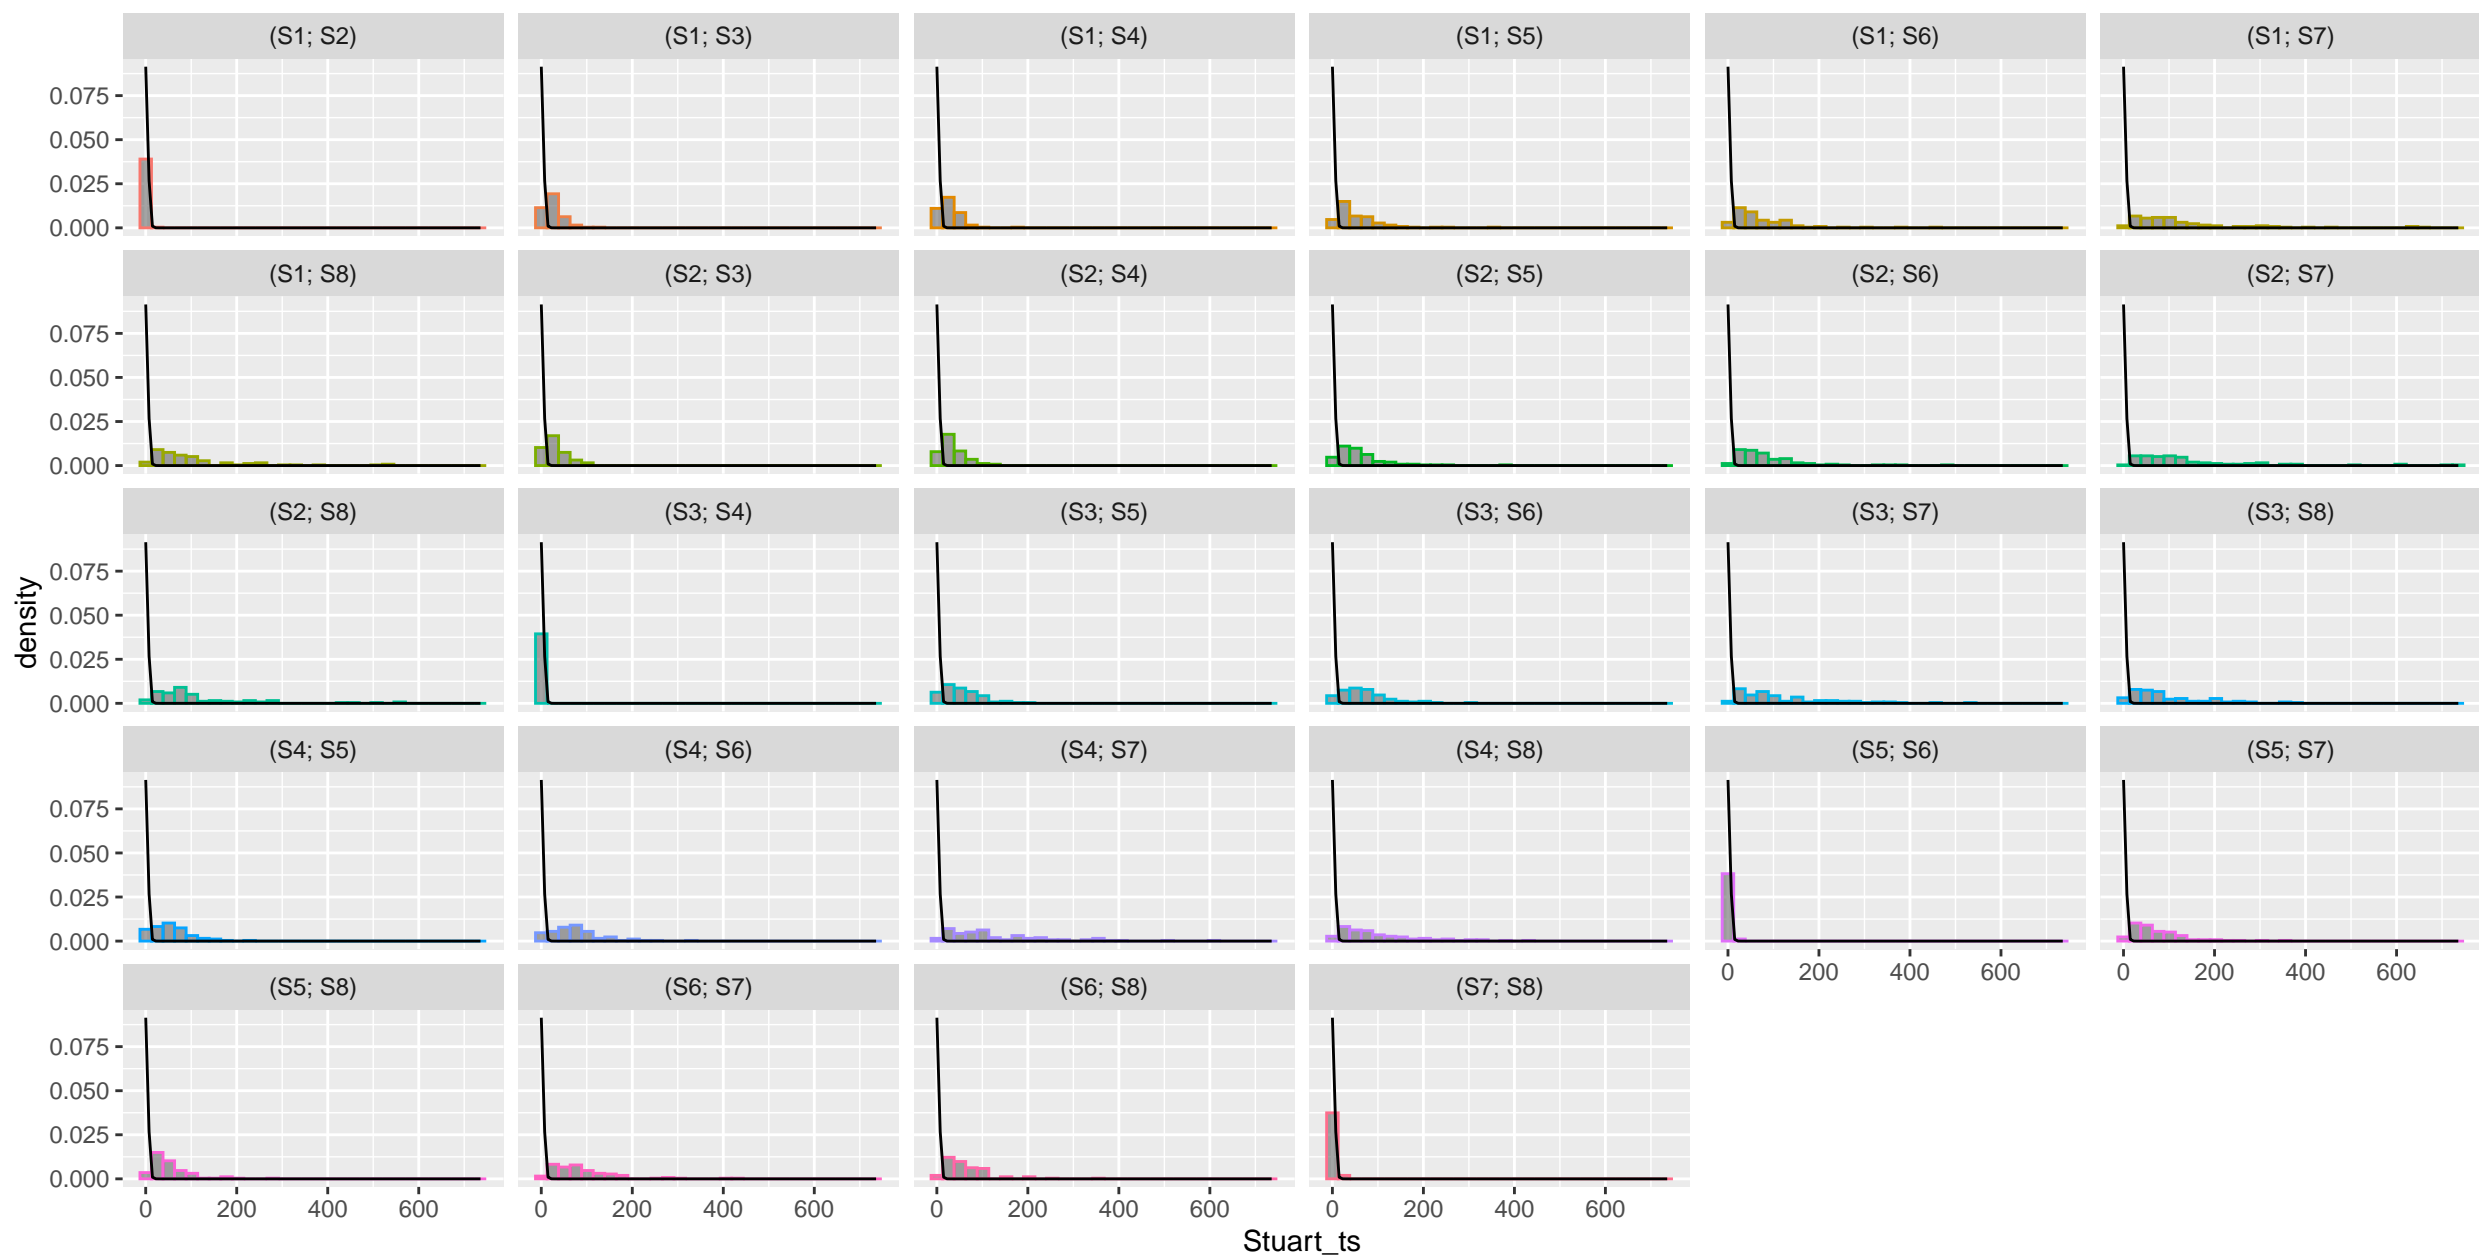 (S1; S2) (S1; S3) (S1; S4) (S1; S5) (S1; S6) (S1; S7)
0.075
0.050
0.025
0.000
(S1; S8) (S2; S3) (S2; S4) (S2; S5) (S2; S6) (S2; S7)
0.075
0.050
0.025
0.000
(S2; S8) (S3; S4) (S3; S5) (S3; S6) (S3; S7) (S3; S8)
0.075
0.050
0.025
0.000
density
(S4; S5) (S4; S6) (S4; S7) (S4; S8) (S5; S6) (S5; S7)
0.075
0.050
0.025
0.000
0 200 400 600 0 200 400 600
(S5; S8) (S6; S7) (S6; S8) (S7; S8)
0.075
0.050
0.025
0.000
0 200 400 600 0 200 400 600 0 200 400 600 0 200 400 600
Stuart_ts